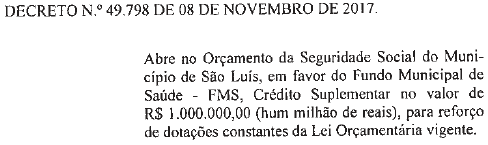 DECRETO N.º 49.798 DE 08 DE NOVEMBRO DE 2017.
Abre no Orçamento da Seguridade Social do Muni-
cípio de São Luís, em favor do Fundo Municipal de
Saúde - FMS, Crédito Suplementar no valor de
R$ 1.000.000,00 (hum milhão de reais), para reforço
de dotações constantes da Lei Orçamentária vigente.